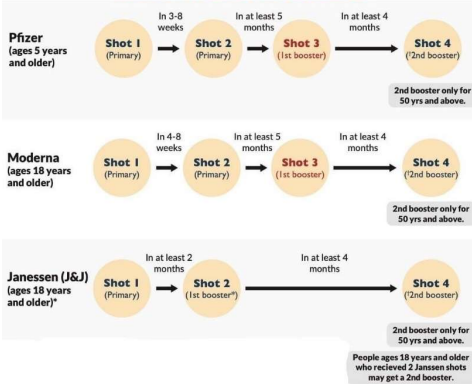 Pfizer
(ages 5 years
and older)
Shot 1
(Primary)
In 3-8
weeks
Shot 2
(Primary)
In at least 5
months
Shot 3
(1st booster)
In at least 4
months
Shot 4
(†2nd booster)
2nd booster only for
50 yrs and above.
Moderna
(ages 18 years
and older)
Shot 1
(Primary)
In 4-8
weeks
Shot 2
(Primary)
In at least 5
months
Shot 3
(1st booster)
In at least 4
months
Shot 4
(†2nd booster)
2nd booster only for
50 yrs and above.
Janessen (J&J)
(ages 18 years
and older)*
Shot 1
(Primary)
In at least 2
months
Shot 2
(1st booster*)
In at least 4
months
Shot 4
(†2nd booster)
2nd booster only for
50 yrs and above.
People ages 18 years and older
who recieved 2 Janssen shots
may get a 2nd booster.